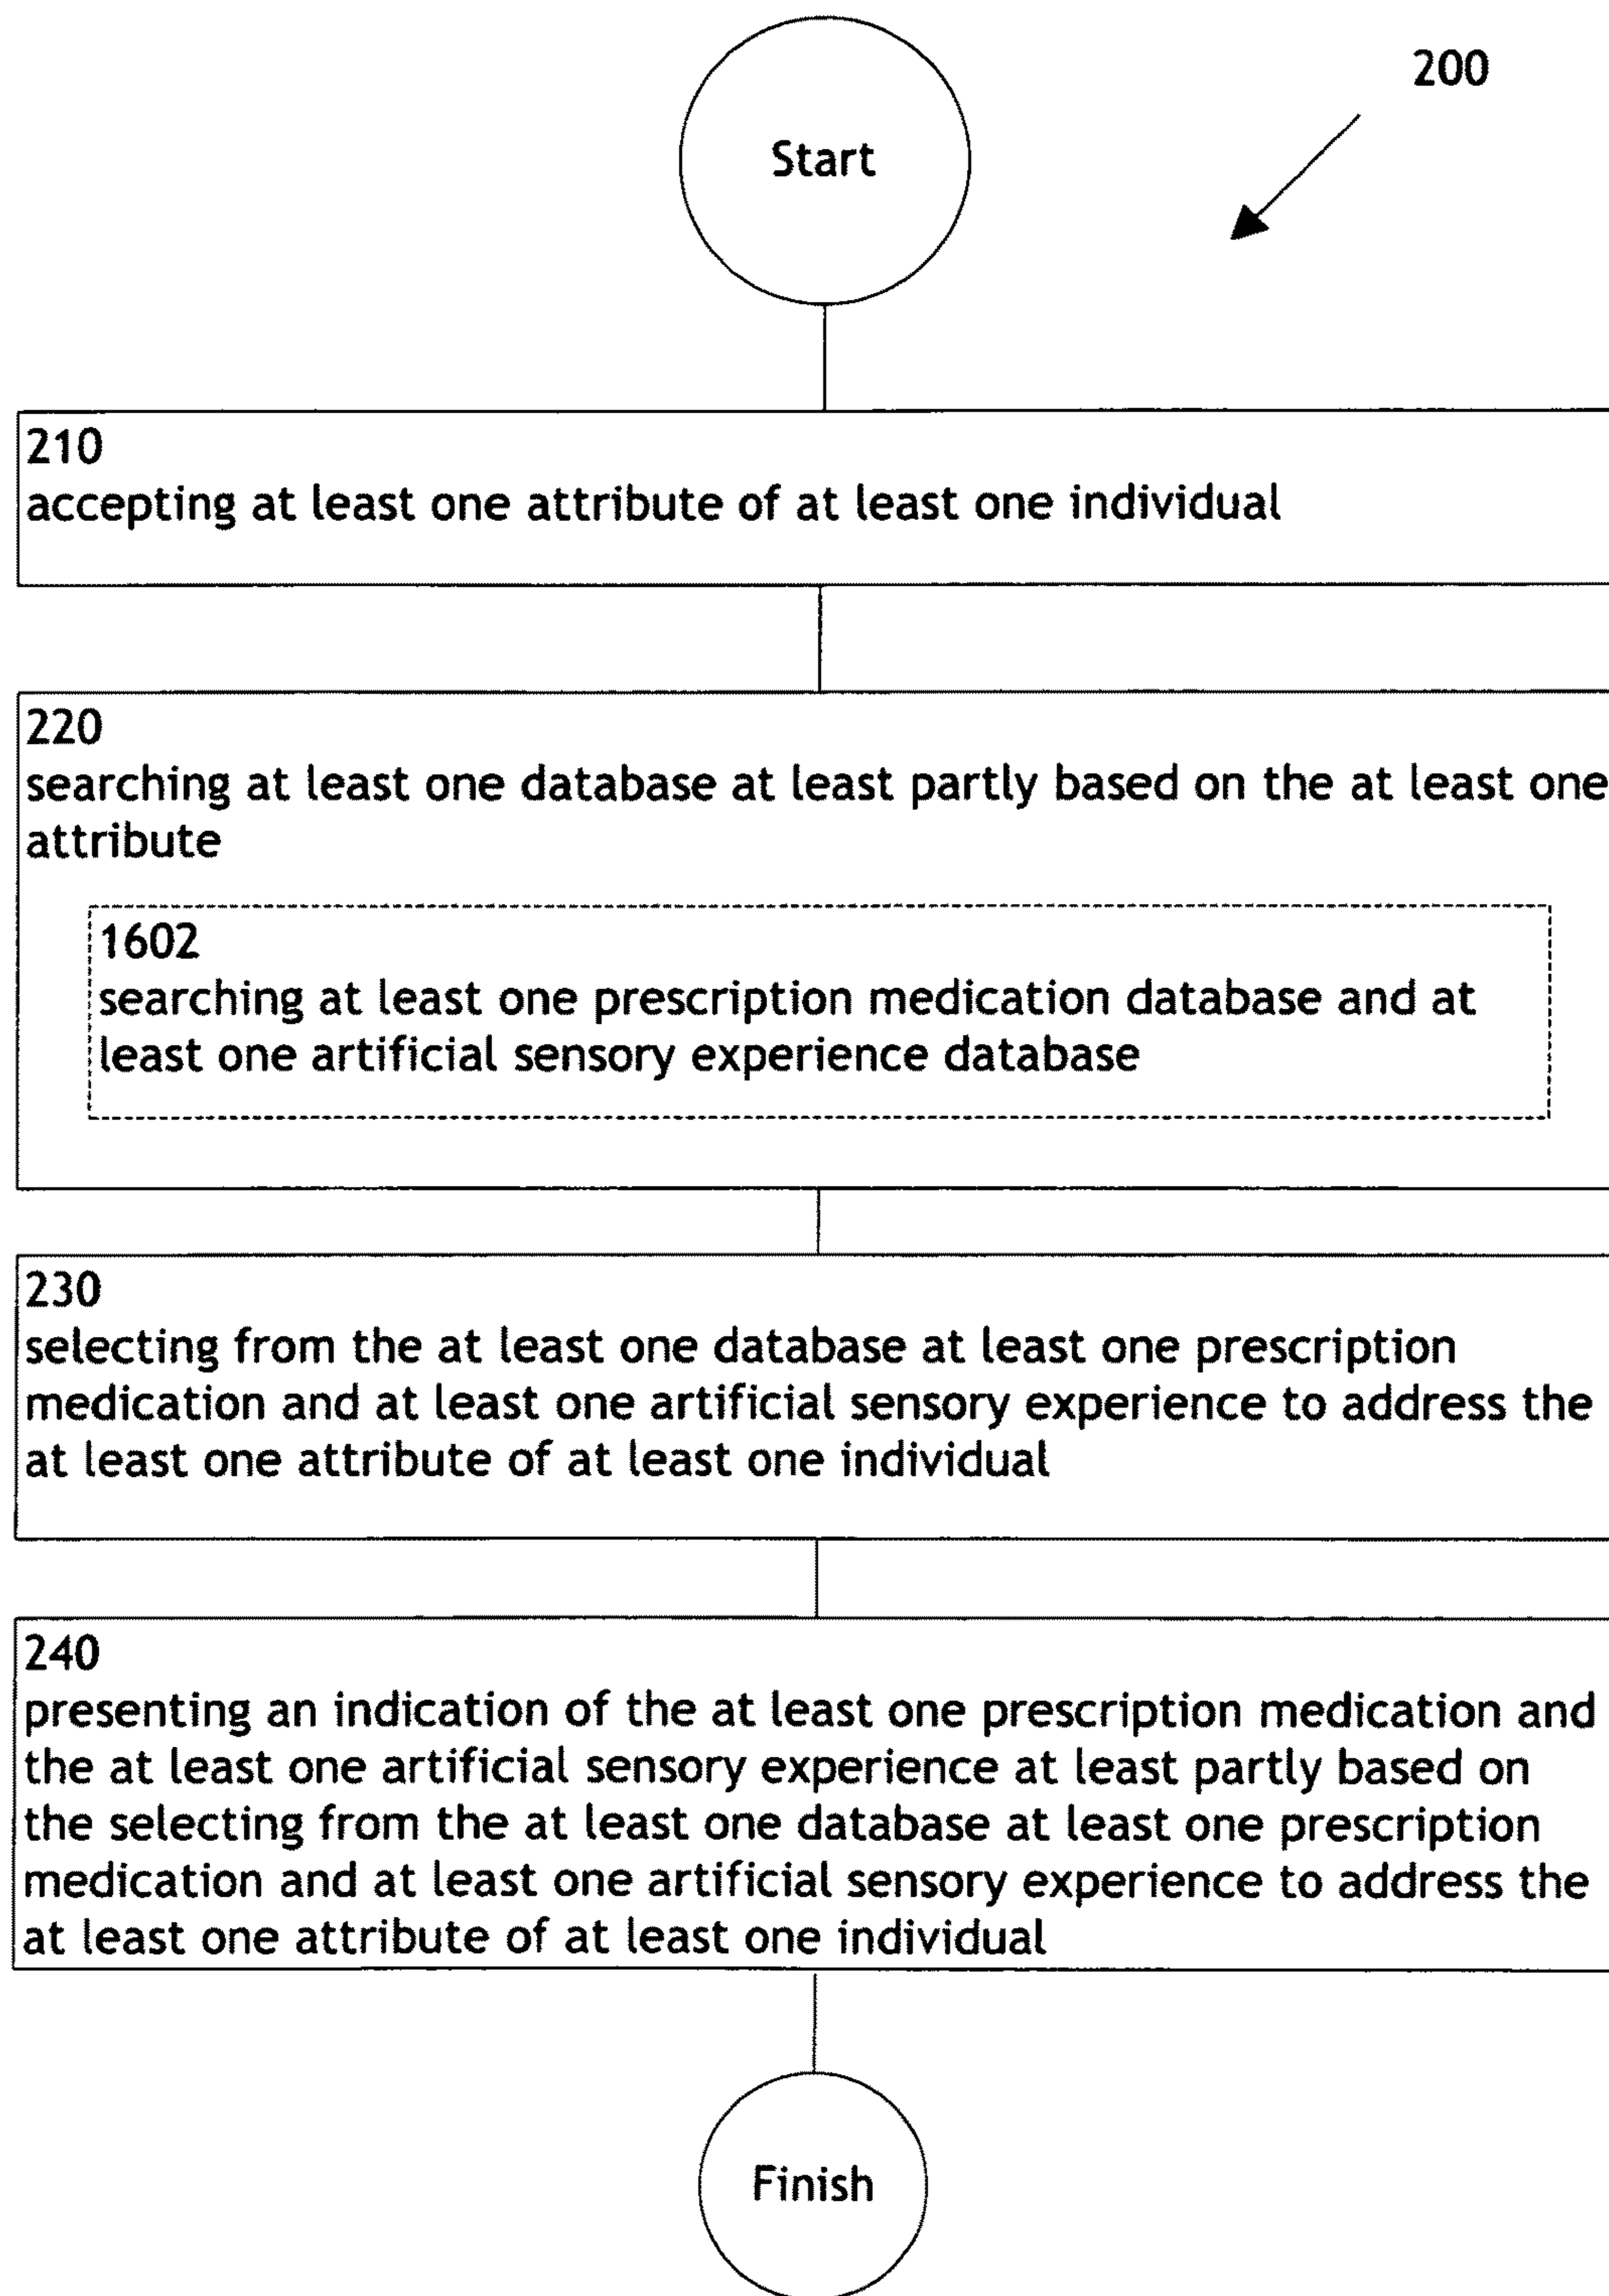 Start
200
210
accepting at least one attribute of at least one individual
220
searching at least one database at least partly based on the at least one
attribute
1602
searching at least one prescription medication database and at
least one artificial sensory experience database
230
selecting from the at least one database at least one prescription
medication and at least one artificial sensory experience to address the
at least one attribute of at least one individual
240
presenting an indication of the at least one prescription medication and
the at least one artificial sensory experience at least partly based on
the selecting from the at least one database at least one prescription
medication and at least one artificial sensory experience to address the
at least one attribute of at least one individual
Finish